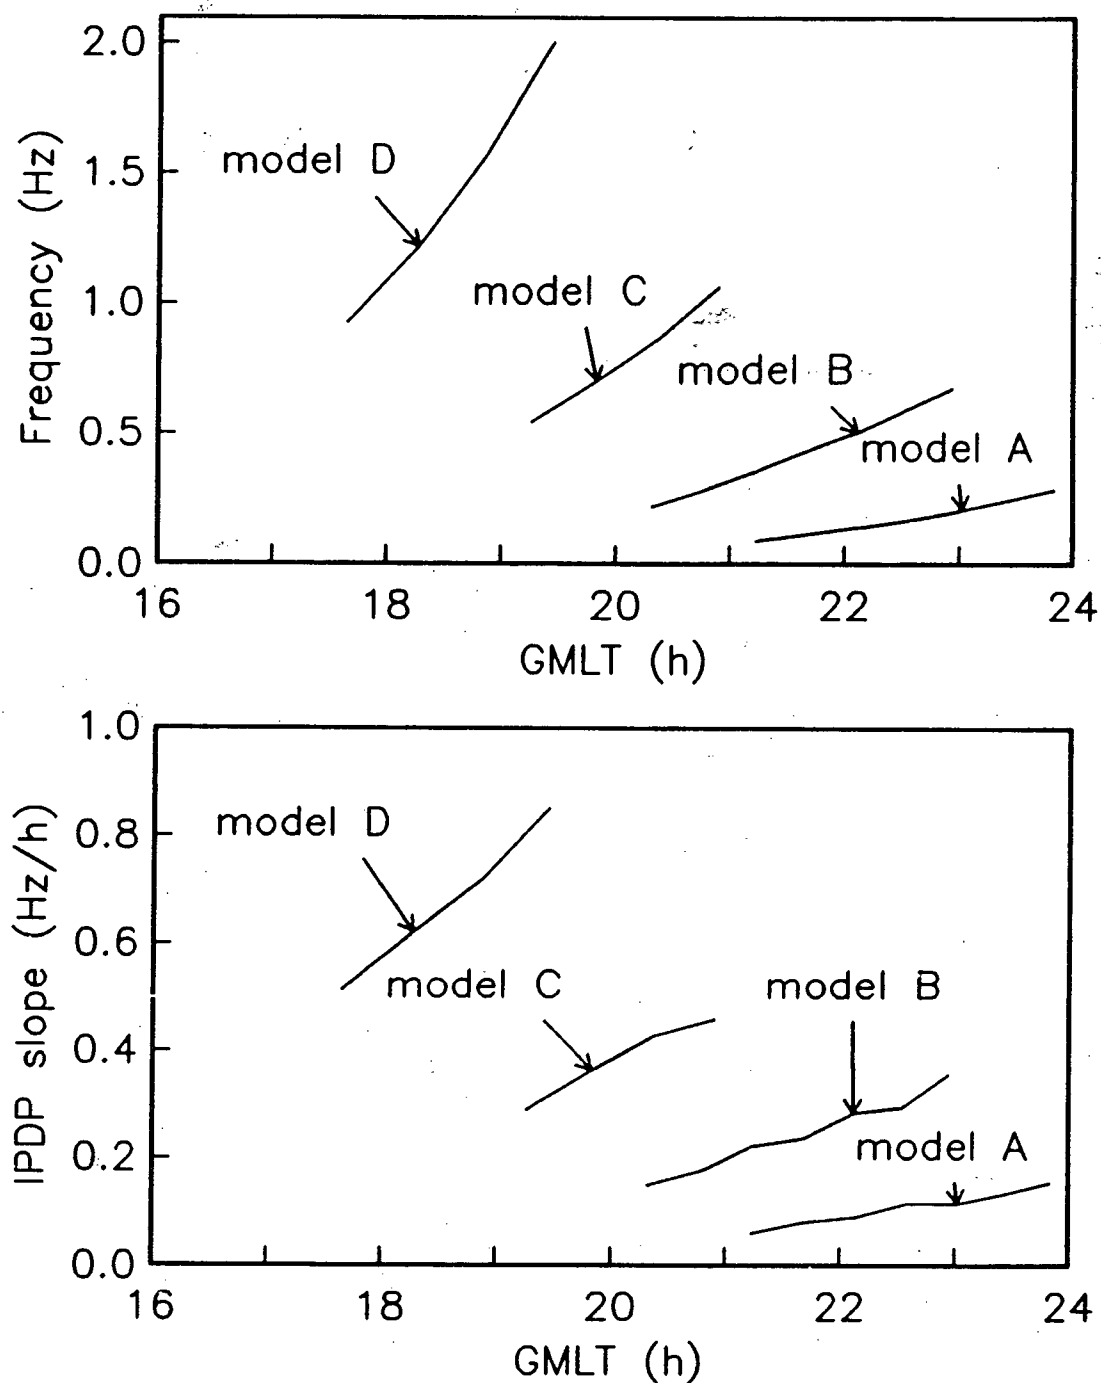 2.0
model D
1.5
Frequency (Hz)
model C
1.0
model B
0.5
model A
0.0
16 18 20 22 24
GMLT (h)
1.0
model D
0.8
IPDP slope (Hz/h)
0.6
model C model B
0.4
0.2
model A
0.0
16 18 20 22 24
GMLT (h)